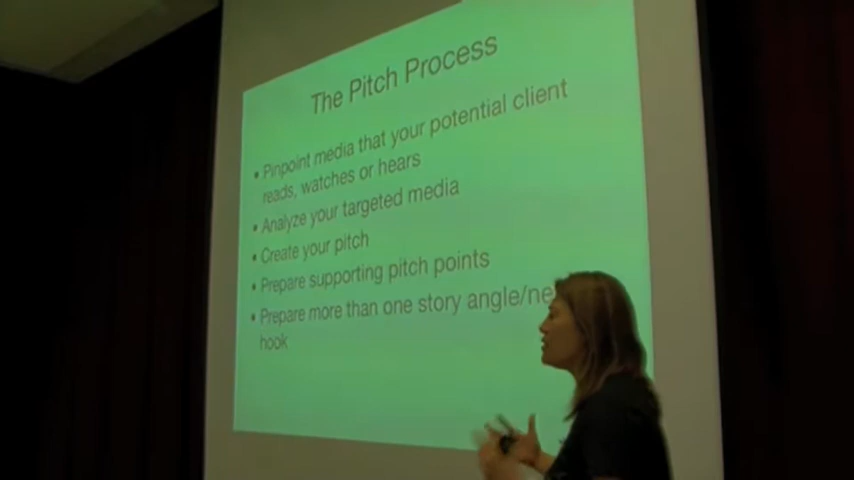 The Pitch Process
• Pinpoint media that your potential client
reads, watches or hears
• Analyze your targeted media
• Create your pitch
• Prepare supporting pitch points
• Prepare more than one story angle/ne
hook